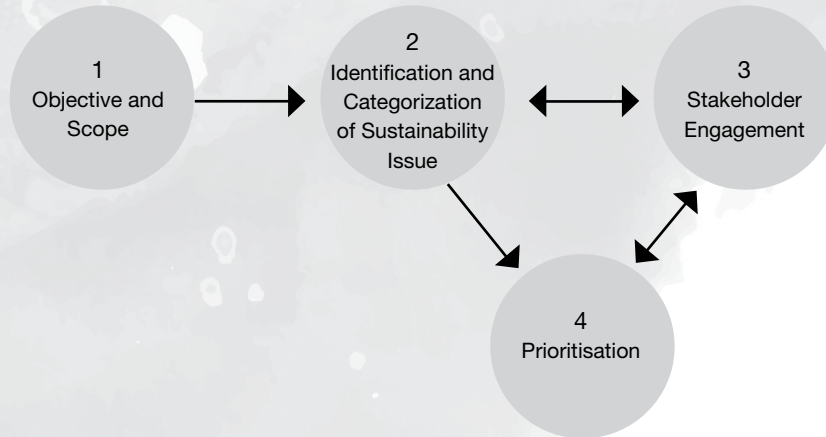 1
Objective and
Scope
2
Identification and
Categorization
of Sustainability
Issue
3
Stakeholder
Engagement
4
Prioritisation